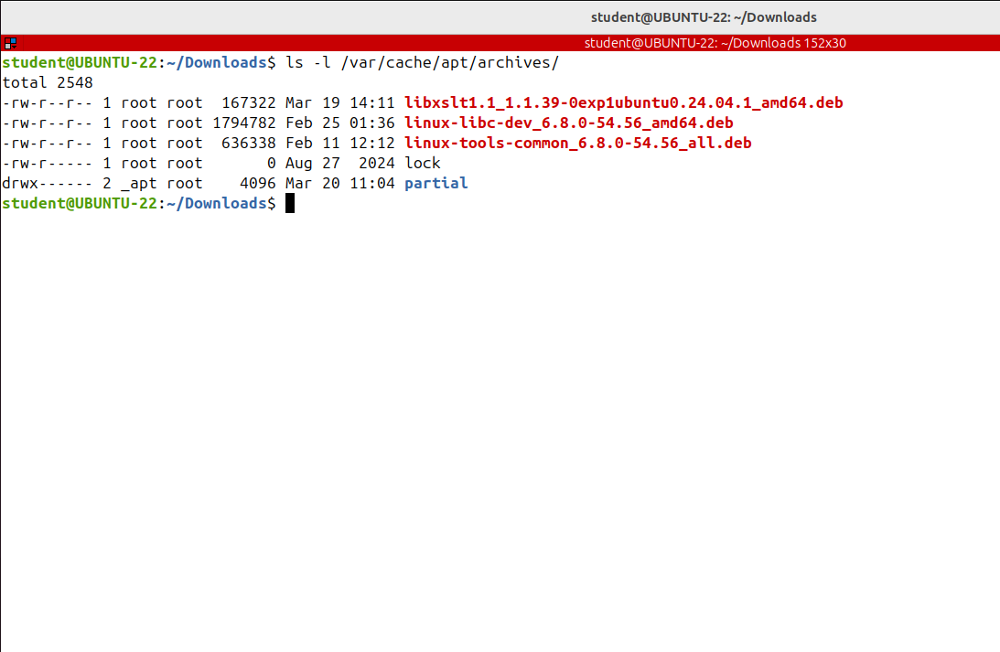 student@UBUNTU-22: ~/Downloads
student@UBUNTU-22: ~/Downloads 152x30
student@UBUNTU-22:~/Downloads$ ls -l /var/cache/apt/archives/
total 2548
-rw-r--r-- 1 root root  167322 Mar 19 14:11 libxslt1.1_1.1.39-0exp1ubuntu0.24.04.1_amd64.deb
-rw-r--r-- 1 root root 1794782 Feb 25 01:36 linux-libc-dev_6.8.0-54.56_amd64.deb
-rw-r--r-- 1 root root  636338 Feb 11 12:12 linux-tools-common_6.8.0-54.56_all.deb
-rw-r----- 1 root root       0 Aug 27  2024 lock
drwx------ 2 _apt root    4096 Mar 20 11:04 partial
student@UBUNTU-22:~/Downloads$